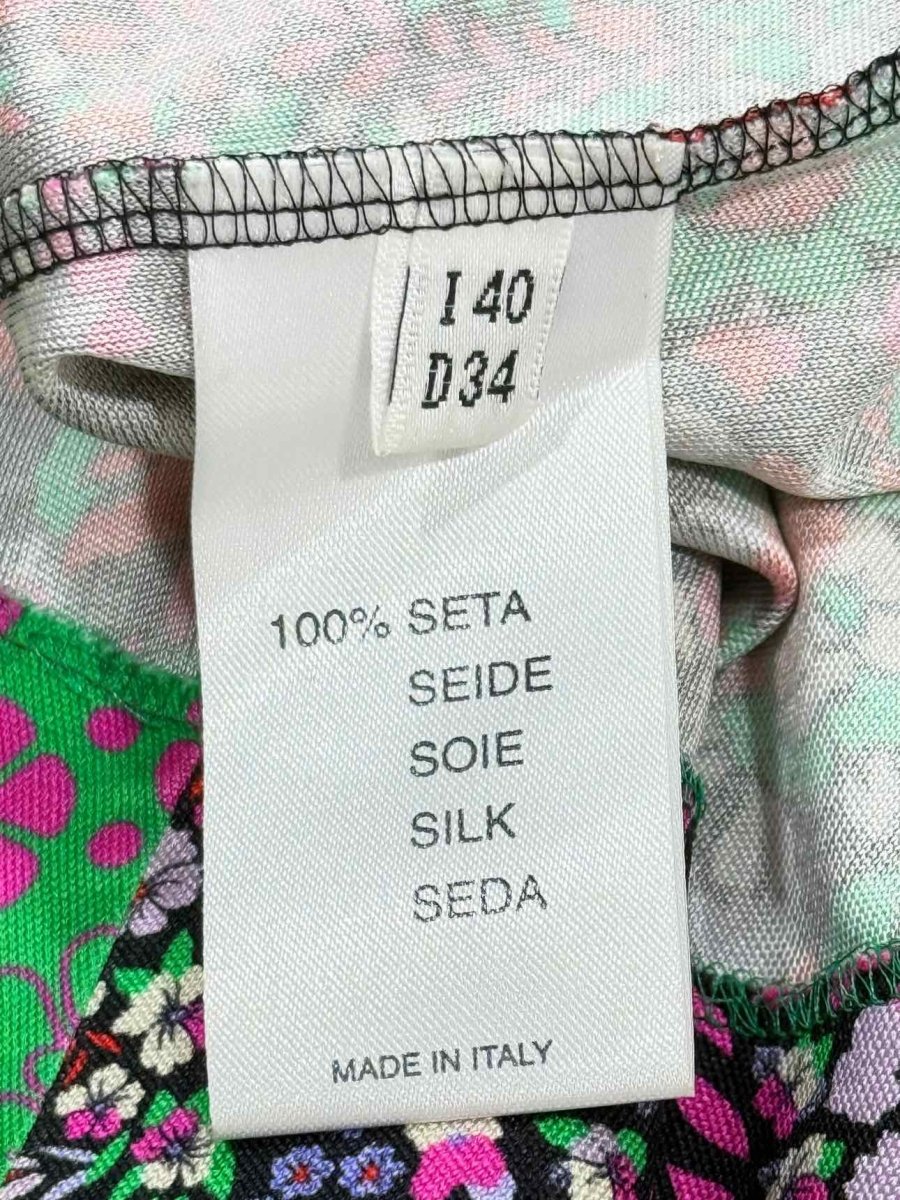 I 40
D34
100% SETA
SEIDE
SOIE
SILK
SEDA
MADE IN ITALY